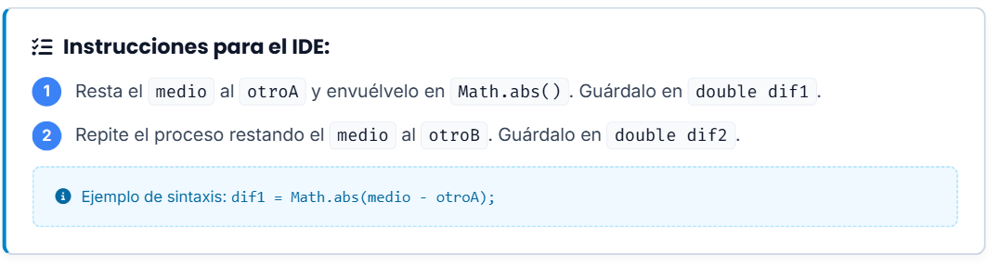 Instrucciones para el IDE:
1 Resta el medio al otroA y envuélvelo en Math.abs(). Guárdalo en double dif1.
2 Repite el proceso restando el medio al otroB. Guárdalo en double dif2.
Ejemplo de sintaxis: dif1 = Math.abs(medio - otroA);